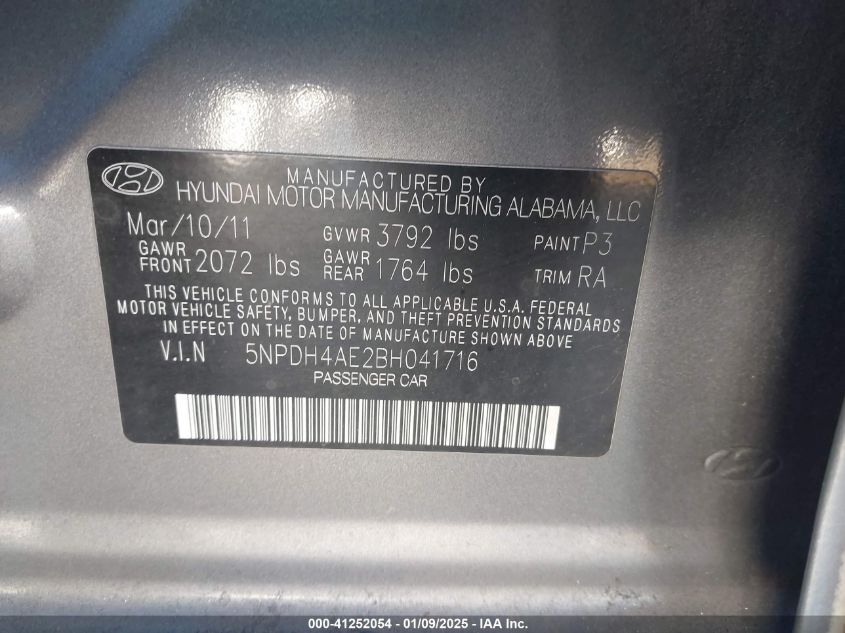 MANUFACTURED BY
HYUNDAI MOTOR MANUFACTURING ALABAMA, LLC
Mar/10/11 GVWR 3792 lbs PAINT P3
GAWR FRONT 2072 lbs GAWR REAR 1764 lbs TRIM RA
THIS VEHICLE CONFORMS TO ALL APPLICABLE U.S.A. FEDERAL
MOTOR VEHICLE SAFETY, BUMPER, AND THEFT PREVENTION STANDARDS
IN EFFECT ON THE DATE OF MANUFACTURE SHOWN ABOVE.
V.I.N 5NPDH4AE2BH041716
PASSENGER CAR
000-41252054 - 01/09/2025 - IAA Inc.